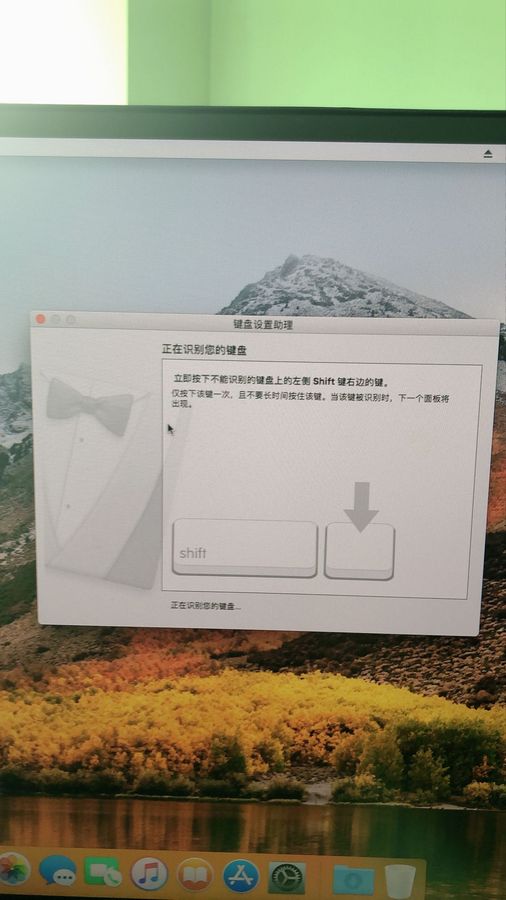 键盘设置助理
正在识别您的键盘
立即按下不能识别的键盘上的左侧 Shift 键右边的键。
仅按下该键一次，且不要长时间按住该键。当该键被识别时，下一个面板将
出现。
shift
正在识别您的键盘...